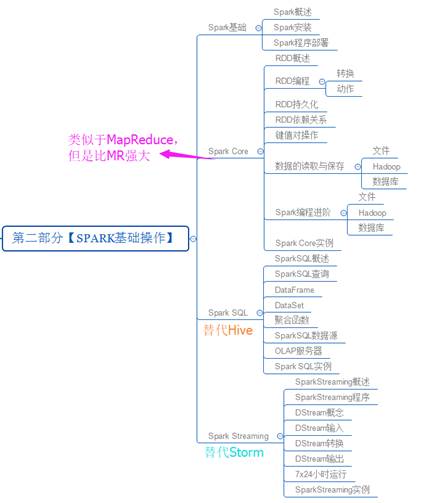 Spark概述
Spark基础
Spark安装
Spark程序部署
RDD概述
RDD编程
转换
动作
RDD持久化
RDD依赖关系
键值对操作
类似于MapReduce，
但是比MR强大
Spark Core
数据的读取与保存
文件
Hadoop
数据库
Spark编程进阶
文件
Hadoop
数据库
Spark Core实例
第二部分【SPARK基础操作】
SparkSQL概述
SparkSQL查询
DataFrame
DataSet
Spark SQL
替代Hive
聚合函数
SparkSQL数据源
OLAP服务器
Spark SQL实例
SparkStreaming概述
SparkStreaming程序
DStream概念
DStream输入
Spark Streaming
替代Storm
DStream转换
DStream输出
7x24小时运行
SparkStreaming实例